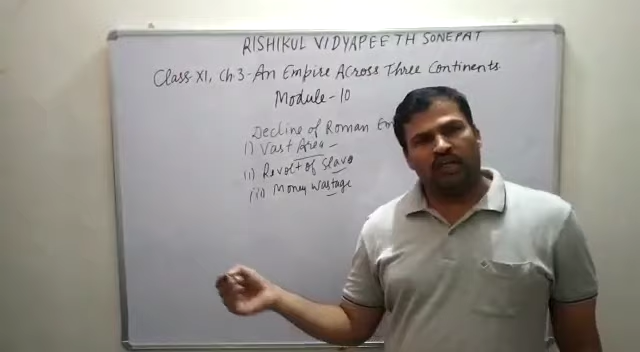 RISHIKUL VIDYAPEETH SONEPAT
Class XI, Ch.3-An Empire Across Three Continents
Module-10
Decline of Roman Em
i) Vast Area
ii) Revolt of Slave
iii) Money Wastage